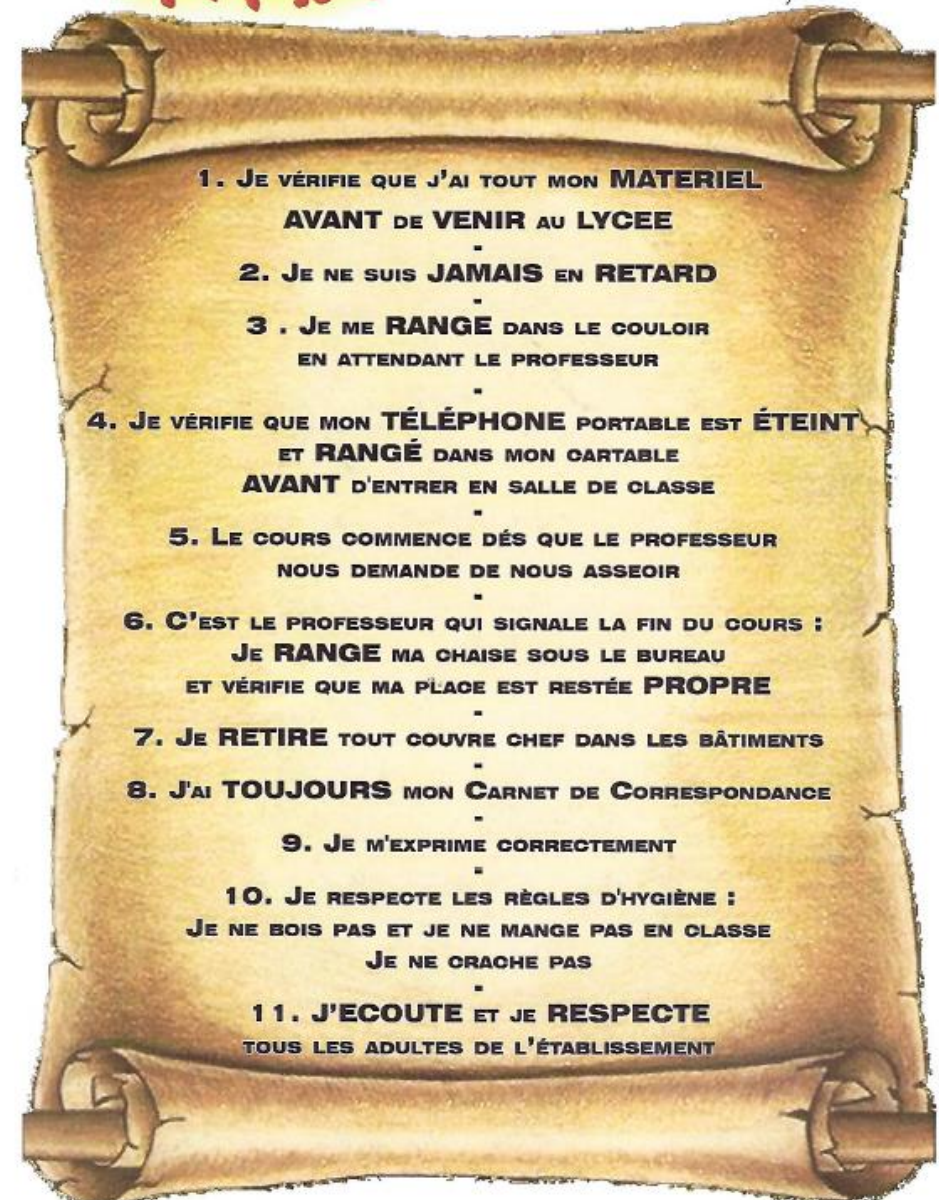 1. Je vérifie que j'ai tout mon MATERIEL
AVANT de VENIR au LYCEE
-
2. Je ne suis JAMAIS en RETARD
-
3 . Je me RANGE dans le couloir
en attendant le professeur
-
4. Je vérifie que mon TÉLÉPHONE portable est ÉTEINT
et RANGÉ dans mon cartable
AVANT d'entrer en salle de classe
-
5. Le cours commence dés que le professeur
nous demande de nous asseoir
-
6. C'est le professeur qui signale la fin du cours :
Je RANGE ma chaise sous le bureau
et vérifie que ma place est restée PROPRE
-
7. Je RETIRE tout couvre chef dans les bâtiments
-
8. J'ai TOUJOURS mon Carnet de Correspondance
-
9. Je m'exprime correctement
-
10. Je respecte les règles d'hygiène :
Je ne bois pas et je ne mange pas en classe
Je ne crache pas
-
11. J'ECOUTE et je RESPECTE
tous les adultes de l'établissement